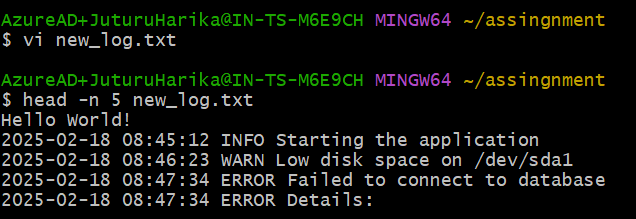 AzureAD+JuturuHarika@IN-TS-M6E9CH MINGW64 ~/assingnment
$ vi new_log.txt
AzureAD+JuturuHarika@IN-TS-M6E9CH MINGW64 ~/assingnment
$ head -n 5 new_log.txt
Hello World!
2025-02-18 08:45:12 INFO Starting the application
2025-02-18 08:46:23 WARN Low disk space on /dev/sda1
2025-02-18 08:47:34 ERROR Failed to connect to database
2025-02-18 08:47:34 ERROR Details: